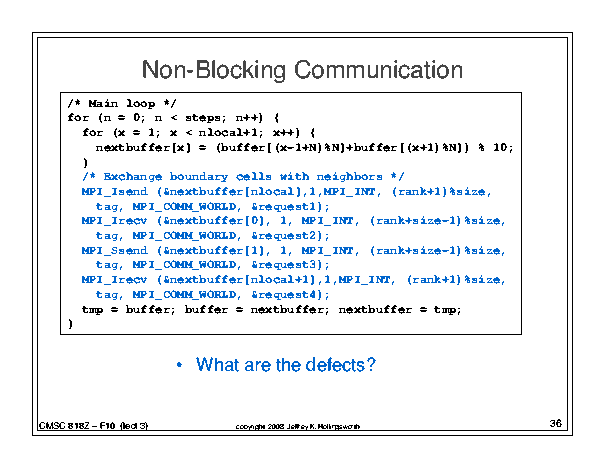 Non-Blocking Communication
/* Main loop */
for (n = 0; n < steps; n++) {
for (x = 1; x < nlocal+1; x++) {
nextbuffer[x] = (buffer[(x-1+N)%N]+buffer[(x+1)%N]) % 10;
}
/* Exchange boundary cells with neighbors */
MPI_Isend (&nextbuffer[nlocal],1,MPI_INT, (rank+1)%size,
tag, MPI_COMM_WORLD, &request1);
MPI_Irecv (&nextbuffer[0], 1, MPI_INT, (rank+size-1)%size,
tag, MPI_COMM_WORLD, &request2);
MPI_Ssend (&nextbuffer[1], 1, MPI_INT, (rank+size-1)%size,
tag, MPI_COMM_WORLD, &request3);
MPI_Irecv (&nextbuffer[nlocal+1],1,MPI_INT, (rank+1)%size,
tag, MPI_COMM_WORLD, &request4);
tmp = buffer; buffer = nextbuffer; nextbuffer = tmp;
}
• What are the defects?
CMSC 818Z – F10 (lect 3)
copyright 2008 Jeffrey K. Hollingsworth
36